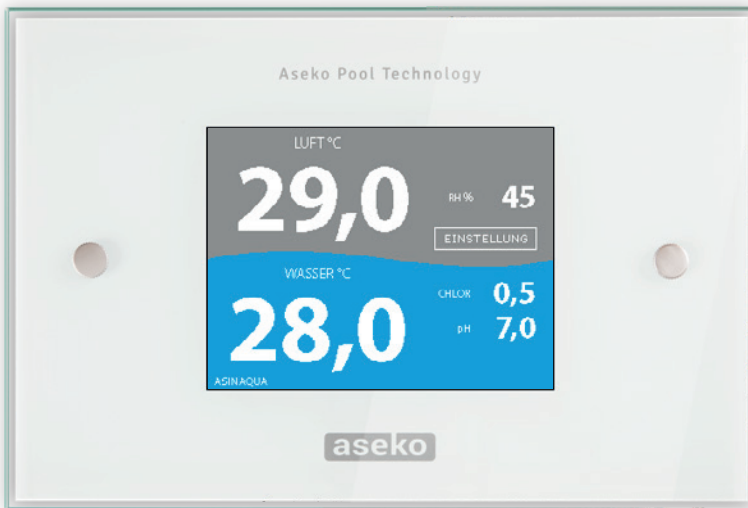 Aseko Pool Technology
LUFT °C
29,0
RH% 45
EINSTELLUNG
WASSER °C
28,0
CHLOR 0,5
pH 7,0
ASINAQUA
aseko